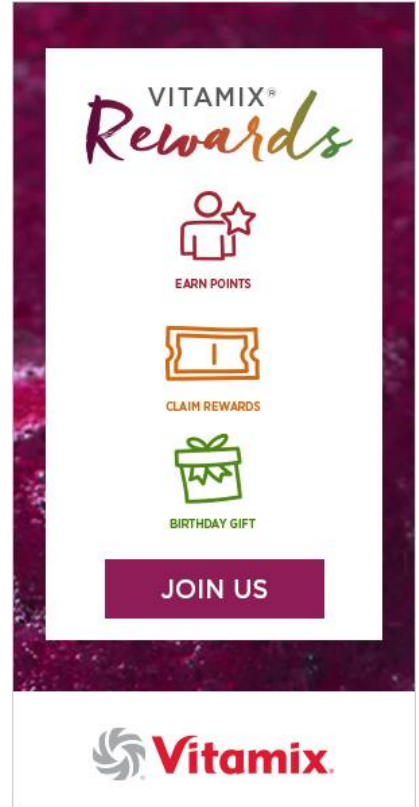 VITAMIX®
Rewards
EARN POINTS
CLAIM REWARDS
BIRTHDAY GIFT
JOIN US
Vitamix.